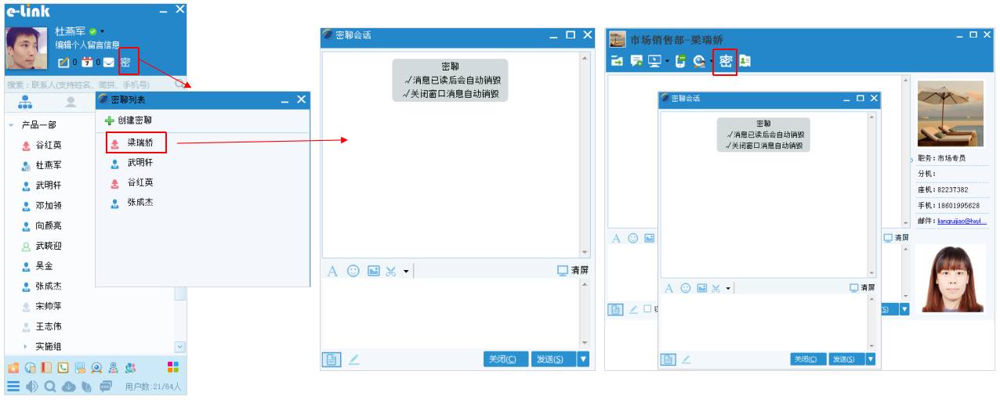 e-Link
杜燕军
编辑个人留言信息
0 7 0 密
搜索：联系人(支持姓名、简拼、手机号)
产品一部
谷红英
杜燕军
武明轩
邓加领
向颜亮
武晓迎
吴金
张成杰
宋帅萍
王志伟
实施组
用户数:21/64人
密聊列表
创建密聊
梁瑞娇
武明轩
谷红英
张成杰
密聊会话
密聊
√消息已读后会自动销毁
√关闭窗口消息自动销毁
清屏
关闭(C) 发送(S)
市场销售部-梁瑞娇
密
密聊会话
密聊
√消息已读后会自动销毁
√关闭窗口消息自动销毁
清屏
关闭(C) 发送(S)
清屏
(S)
职务：市场专员
分机：
座机：82237382
手机：18601995628
邮件：liangruijiao@hxyl...